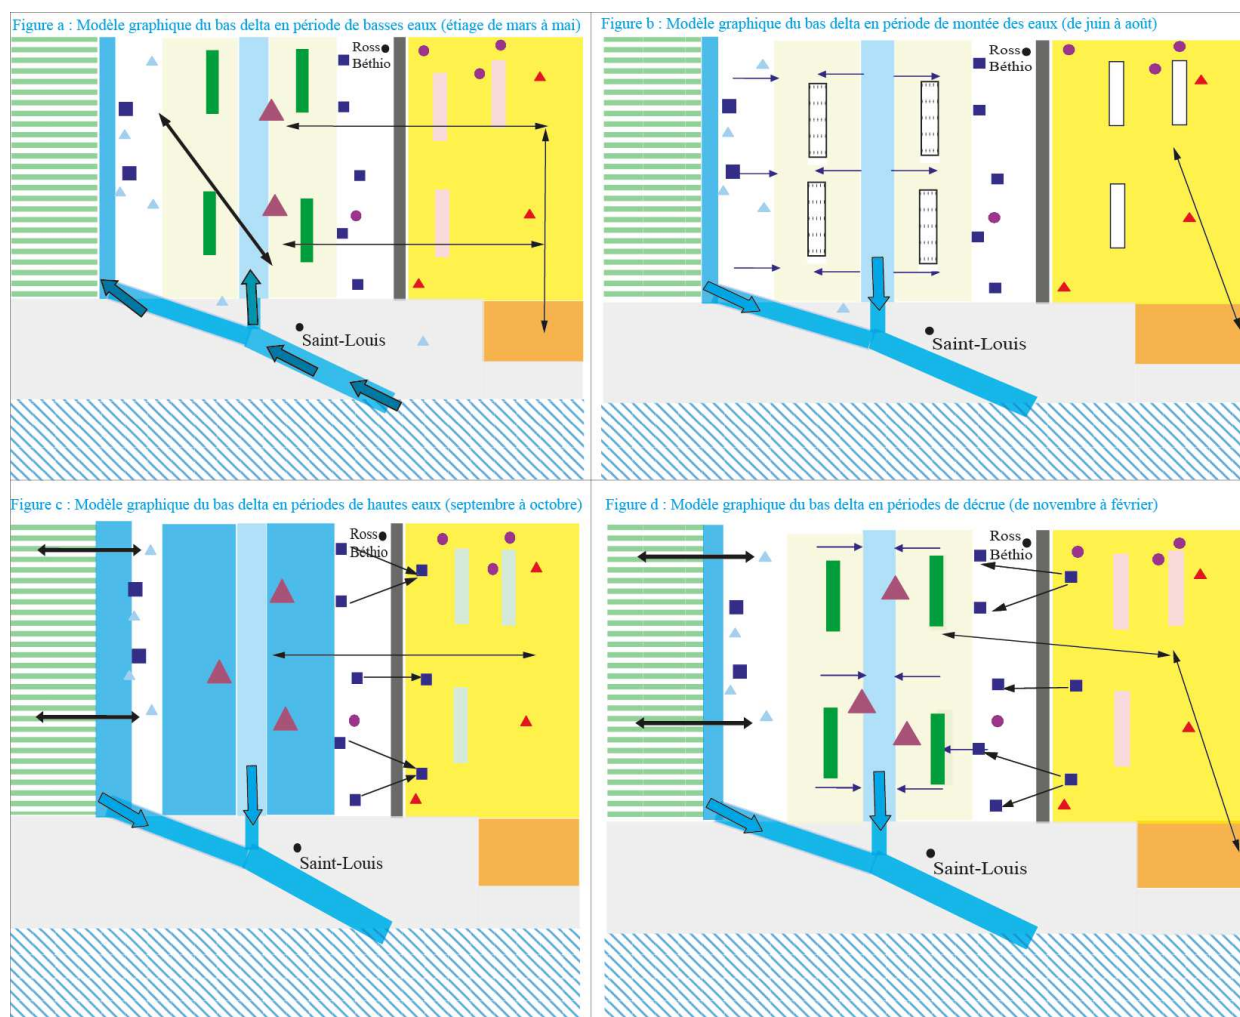 Figure a : Modèle graphique du bas delta en période de basses eaux (étiage de mars à mai)
Ross
Béthio
Saint-Louis
Figure b : Modèle graphique du bas delta en période de montée des eaux (de juin à août)
Ross
Béthio
Saint-Louis
Figure c : Modèle graphique du bas delta en périodes de hautes eaux (septembre à octobre)
Ross
Béthio
Saint-Louis
Figure d : Modèle graphique du bas delta en périodes de décrue (de novembre à février)
Ross
Béthio
Saint-Louis